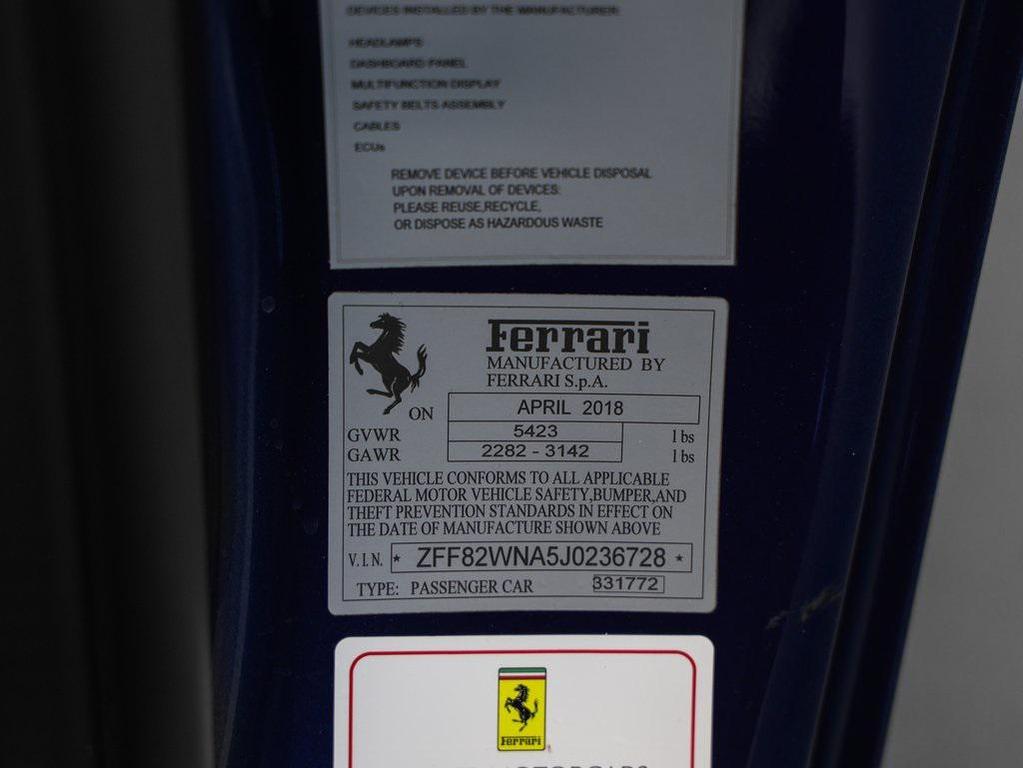 DEVICES INSTALLED BY THE MANUFACTURER:
HEADLAMPS
DASHBOARD PANEL
MULTIFUNCTION DISPLAY
SAFETY BELTS ASSEMBLY
CABLES
ECUs
REMOVE DEVICE BEFORE VEHICLE DISPOSAL
UPON REMOVAL OF DEVICES:
PLEASE REUSE,RECYCLE,
OR DISPOSE AS HAZARDOUS WASTE
Ferrari
MANUFACTURED BY
FERRARI S.p.A.
ON APRIL 2018
GVWR 5423 lbs
GAWR 2282 - 3142 lbs
THIS VEHICLE CONFORMS TO ALL APPLICABLE
FEDERAL MOTOR VEHICLE SAFETY,BUMPER,AND
THEFT PREVENTION STANDARDS IN EFFECT ON
THE DATE OF MANUFACTURE SHOWN ABOVE
V.I.N. * ZFF82WNA5J0236728 *
TYPE: PASSENGER CAR 331772
Ferrari